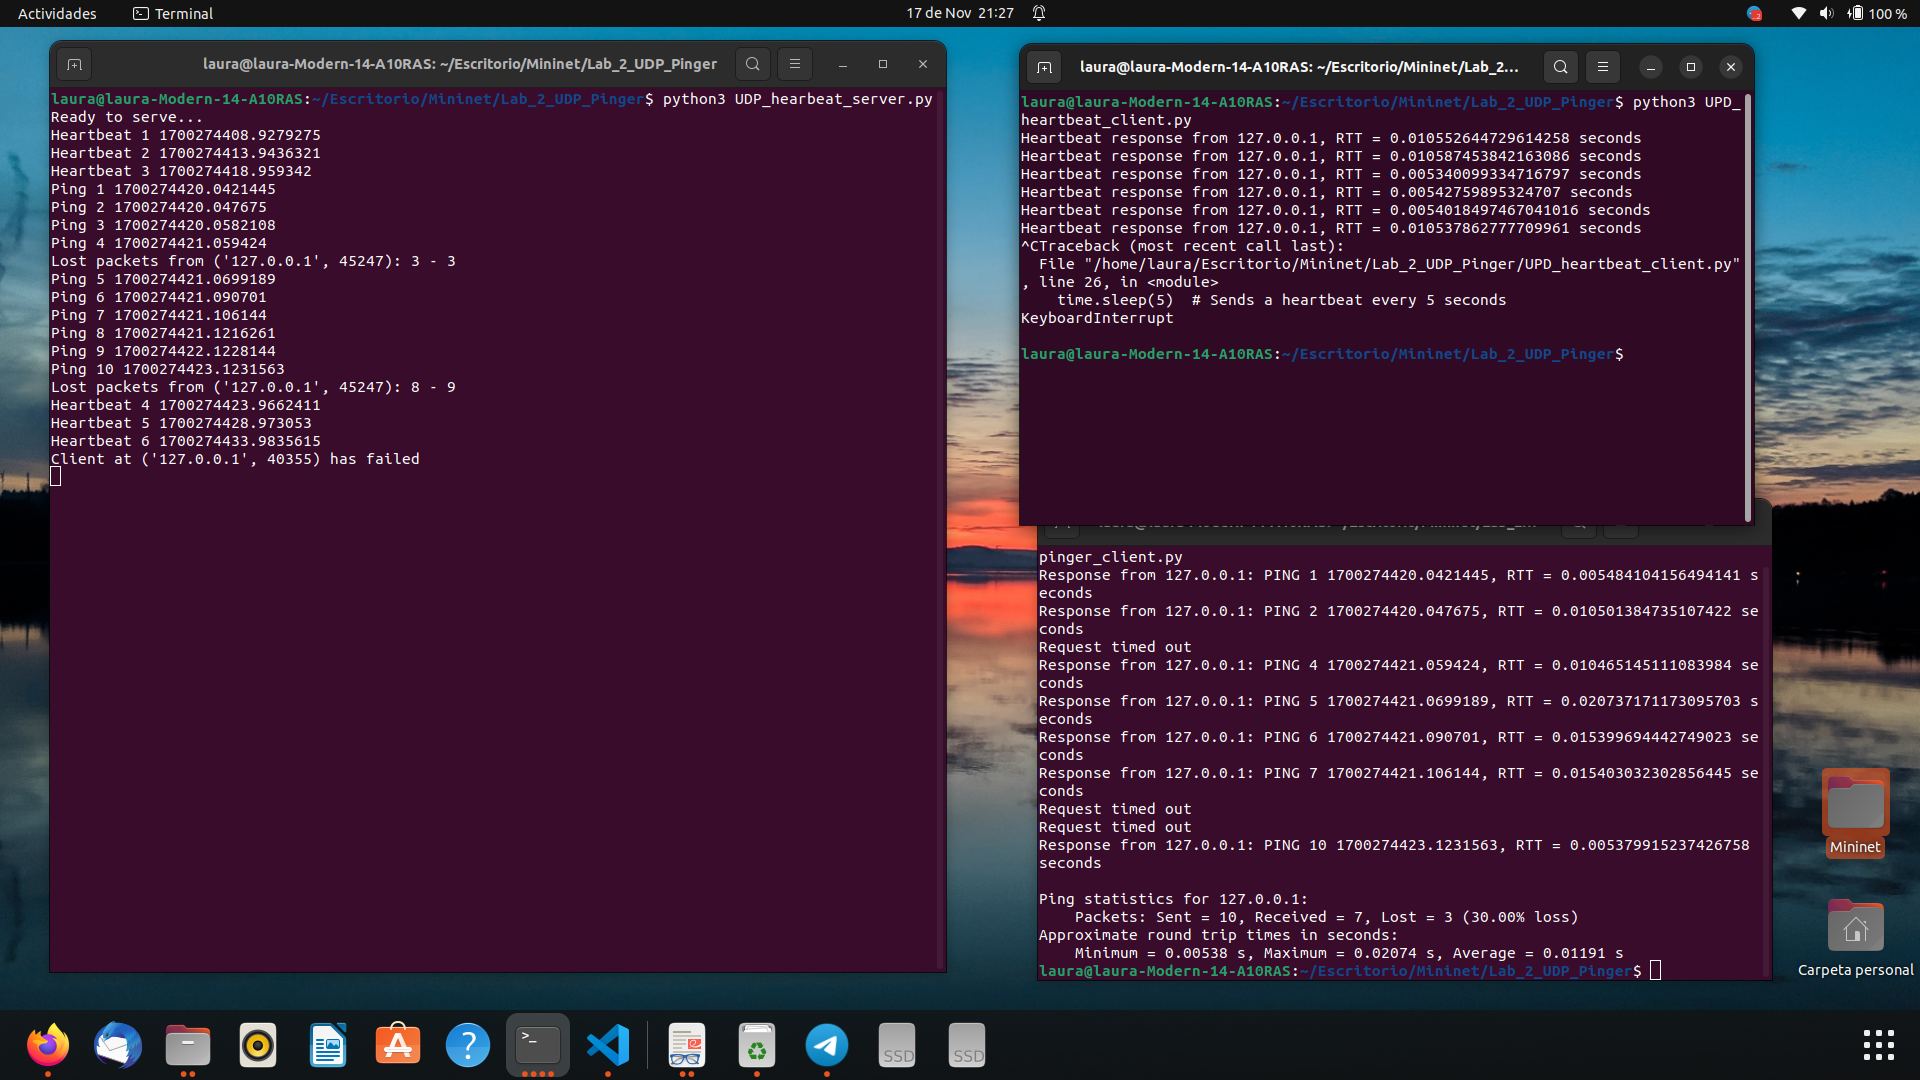 Actividades
Terminal
17 de Nov 21:27
100 %
laura@laura-Modern-14-A10RAS: ~/Escritorio/Mininet/Lab_2_UDP_Pinger
laura@laura-Modern-14-A10RAS:~/Escritorio/Mininet/Lab_2_UDP_Pinger$ python3 UDP_hearbeat_server.py
Ready to serve...
Heartbeat 1 1700274408.9279275
Heartbeat 2 1700274413.9436321
Heartbeat 3 1700274418.959342
Ping 1 1700274420.0421445
Ping 2 1700274420.047675
Ping 3 1700274420.0582108
Ping 4 1700274421.059424
Lost packets from ('127.0.0.1', 45247): 3 - 3
Ping 5 1700274421.0699189
Ping 6 1700274421.090701
Ping 7 1700274421.106144
Ping 8 1700274421.1216261
Ping 9 1700274422.1228144
Ping 10 1700274423.1231563
Lost packets from ('127.0.0.1', 45247): 8 - 9
Heartbeat 4 1700274423.9662411
Heartbeat 5 1700274428.973053
Heartbeat 6 1700274433.9835615
Client at ('127.0.0.1', 40355) has failed
laura@laura-Modern-14-A10RAS: ~/Escritorio/Mininet/Lab_2...
laura@laura-Modern-14-A10RAS:~/Escritorio/Mininet/Lab_2_UDP_Pinger$ python3 UPD_
heartbeat_client.py
Heartbeat response from 127.0.0.1, RTT = 0.010552644729614258 seconds
Heartbeat response from 127.0.0.1, RTT = 0.010587453842163086 seconds
Heartbeat response from 127.0.0.1, RTT = 0.005340099334716797 seconds
Heartbeat response from 127.0.0.1, RTT = 0.00542759895324707 seconds
Heartbeat response from 127.0.0.1, RTT = 0.0054018497467041016 seconds
Heartbeat response from 127.0.0.1, RTT = 0.010537862777709961 seconds
^CTraceback (most recent call last):
File "/home/laura/Escritorio/Mininet/Lab_2_UDP_Pinger/UPD_heartbeat_client.py"
, line 26, in <module>
time.sleep(5)  # Sends a heartbeat every 5 seconds
KeyboardInterrupt
laura@laura-Modern-14-A10RAS:~/Escritorio/Mininet/Lab_2_UDP_Pinger$
pinger_client.py
Response from 127.0.0.1: PING 1 1700274420.0421445, RTT = 0.005484104156494141 s
econds
Response from 127.0.0.1: PING 2 1700274420.047675, RTT = 0.010501384735107422 se
conds
Request timed out
Response from 127.0.0.1: PING 4 1700274421.059424, RTT = 0.010465145111083984 se
conds
Response from 127.0.0.1: PING 5 1700274421.0699189, RTT = 0.020737171173095703 s
econds
Response from 127.0.0.1: PING 6 1700274421.090701, RTT = 0.015399694442749023 se
conds
Response from 127.0.0.1: PING 7 1700274421.106144, RTT = 0.015403032302856445 se
conds
Request timed out
Request timed out
Response from 127.0.0.1: PING 10 1700274423.1231563, RTT = 0.005379915237426758
seconds
Ping statistics for 127.0.0.1:
Packets: Sent = 10, Received = 7, Lost = 3 (30.00% loss)
Approximate round trip times in seconds:
Minimum = 0.00538 s, Maximum = 0.02074 s, Average = 0.01191 s
laura@laura-Modern-14-A10RAS:~/Escritorio/Mininet/Lab_2_UDP_Pinger$
Mininet
Carpeta personal
SSD
SSD